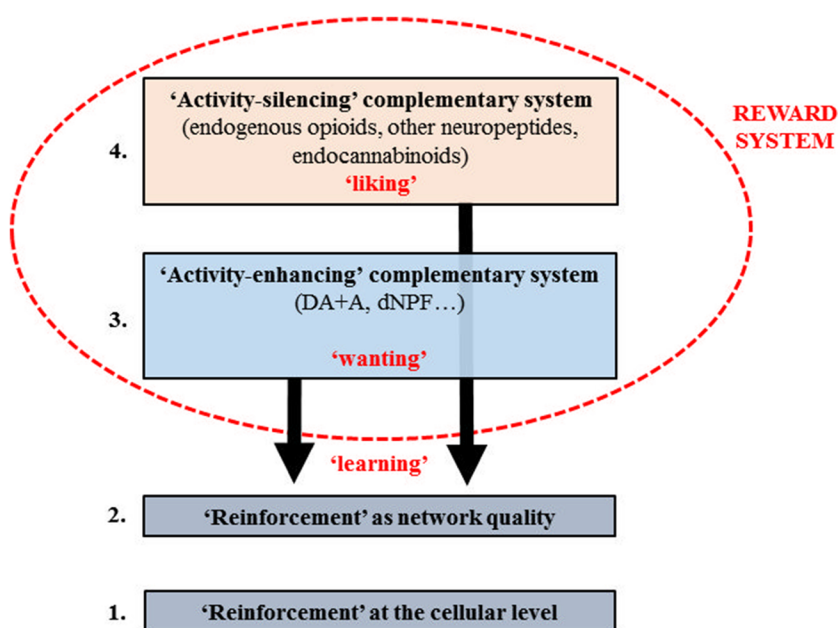 ‘Activity-silencing’ complementary system
(endogenous opioids, other neuropeptides,
endocannabinoids)
‘liking’
4.
REWARD
SYSTEM
‘Activity-enhancing’ complementary system
(DA+A, dNPF…)
‘wanting’
3.
‘learning’
2.
‘Reinforcement’ as network quality
1.
‘Reinforcement’ at the cellular level